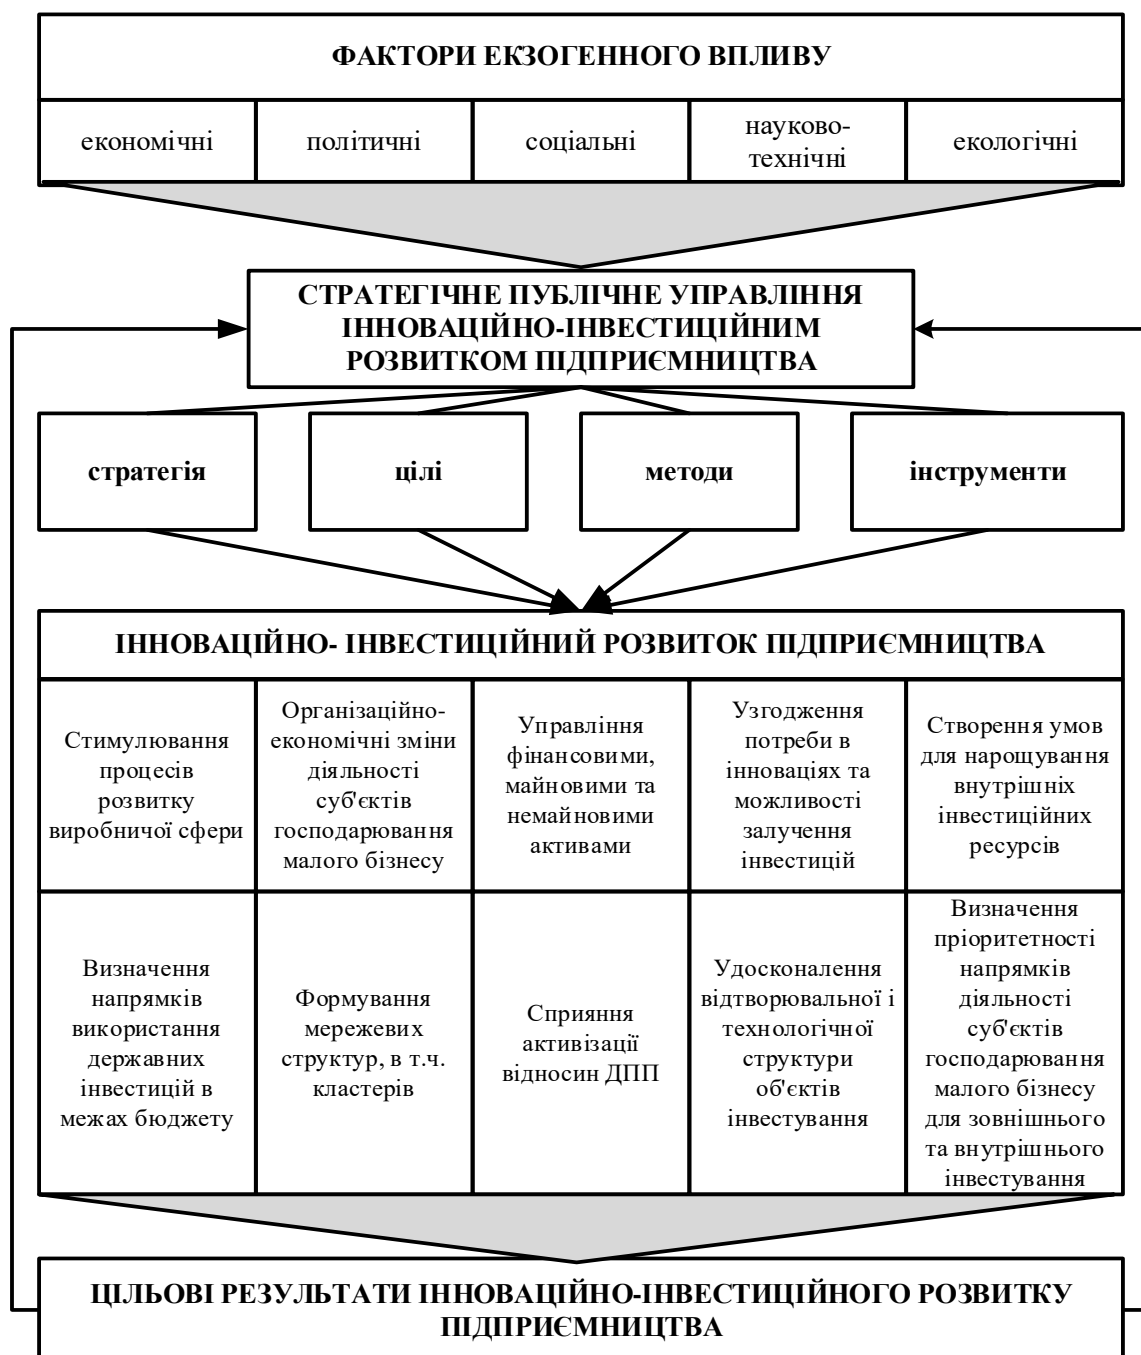 ФАКТОРИ ЕКЗОГЕННОГО ВПЛИВУ
економічні
політичні
соціальні
науково-
технічні
екологічні
СТРАТЕГІЧНЕ ПУБЛІЧНЕ УПРАВЛІННЯ
ІННОВАЦІЙНО-ІНВЕСТИЦІЙНИМ
РОЗВИТКОМ ПІДПРИЄМНИЦТВА
стратегія
цілі
методи
інструменти
ІННОВАЦІЙНО- ІНВЕСТИЦІЙНИЙ РОЗВИТОК ПІДПРИЄМНИЦТВА
Стимулювання
процесів
розвитку
виробничої сфери
Організаційно-
економічні зміни
діяльності
суб'єктів
господарювання
малого бізнесу
Управління
фінансовими,
майновими та
немайновими
активами
Узгодження
потреби в
інноваціях та
можливості
залучення
інвестицій
Створення умов
для нарощування
внутрішніх
інвестиційних
ресурсів
Визначення
напрямків
використання
державних
інвестицій в
межах бюджету
Формування
мережевих
структур, в т.ч.
кластерів
Сприяння
активізації
відносин ДПП
Удосконалення
відтворювальної і
технологічної
структури
об'єктів
інвестування
Визначення
пріоритетності
напрямків
діяльності
суб'єктів
господарювання
малого бізнесу
для зовнішнього
та внутрішнього
інвестування
ЦІЛЬОВІ РЕЗУЛЬТАТИ ІННОВАЦІЙНО-ІНВЕСТИЦІЙНОГО РОЗВИТКУ
ПІДПРИЄМНИЦТВА